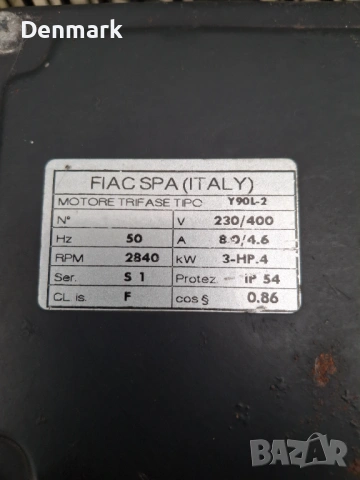 Denmark
FIAC SPA (ITALY)
MOTORE TRIFASE TIPO Y90L-2
N° V 230/400
Hz 50 A 8.0/4.6
RPM 2840 kW 3-HP.4
Ser. S 1 Protez. IP 54
CL is. F cos § 0.86
BAZAR